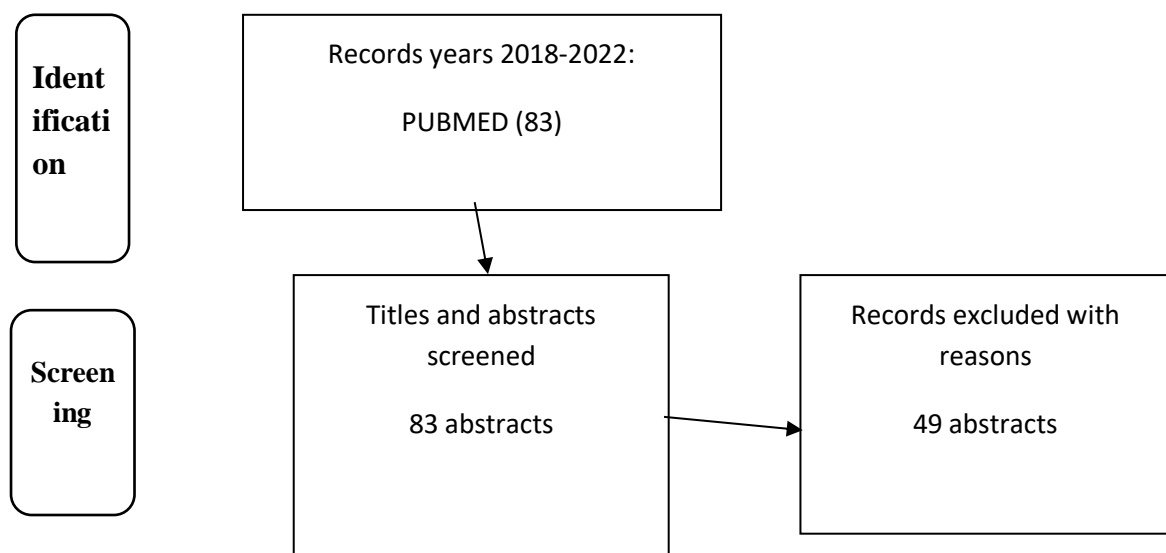 Ident
ificati
on
Records years 2018-2022:
PUBMED (83)
Screen
ing
Titles and abstracts
screened
83 abstracts
Records excluded with
reasons
49 abstracts